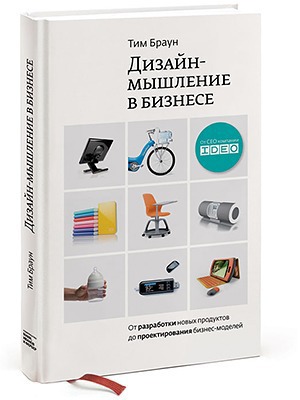 Тим Браун
Дизайн-
мышление
в бизнесе
От CEO компании
IDEO
От разработки новых продуктов
до проектирования бизнес-моделей
Дизайн-мышление в бизнесе
Тим Браун